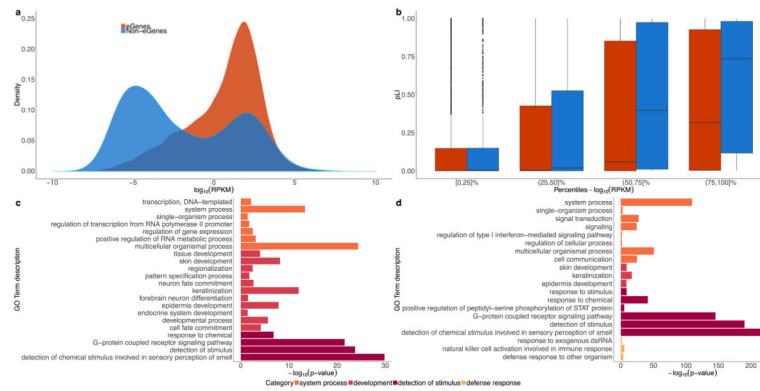 a
eGenes
Non-eGenes
0.25
0.20
0.15
0.10
0.05
0.00
Density
-10
-5
0
5
10
log10(RPKM)
b
1.00
0.75
0.50
0.25
0.00
pLI
[0,25]%
(25,50]%
(50,75]%
(75,100]%
Percentiles - log10(RPKM)
c
GO Term description
transcription, DNA-templated
system process
single-organism process
regulation of transcription from RNA polymerase II promoter
regulation of gene expression
positive regulation of RNA metabolic process
multicellular organismal process
tissue development
skin development
regionalization
pattern specification process
neuron fate commitment
keratinization
forebrain neuron differentiation
epidermis development
endocrine system development
developmental process
cell fate commitment
response to chemical
G-protein coupled receptor signaling pathway
detection of stimulus
detection of chemical stimulus involved in sensory perception of smell
0
10
20
30
-log10(p-value)
d
GO Term description
system process
single-organism process
signal transduction
signaling
regulation of type I interferon-mediated signaling pathway
regulation of cellular process
multicellular organismal process
cell communication
skin development
keratinization
epidermis development
response to stimulus
response to chemical
positive regulation of peptidyl-serine phosphorylation of STAT protein
G-protein coupled receptor signaling pathway
detection of stimulus
detection of chemical stimulus involved in sensory perception of smell
response to exogenous dsRNA
natural killer cell activation involved in immune response
defense response to other organism
0
50
100
150
200
-log10(p-value)
Category system process development detection of stimulus defense response